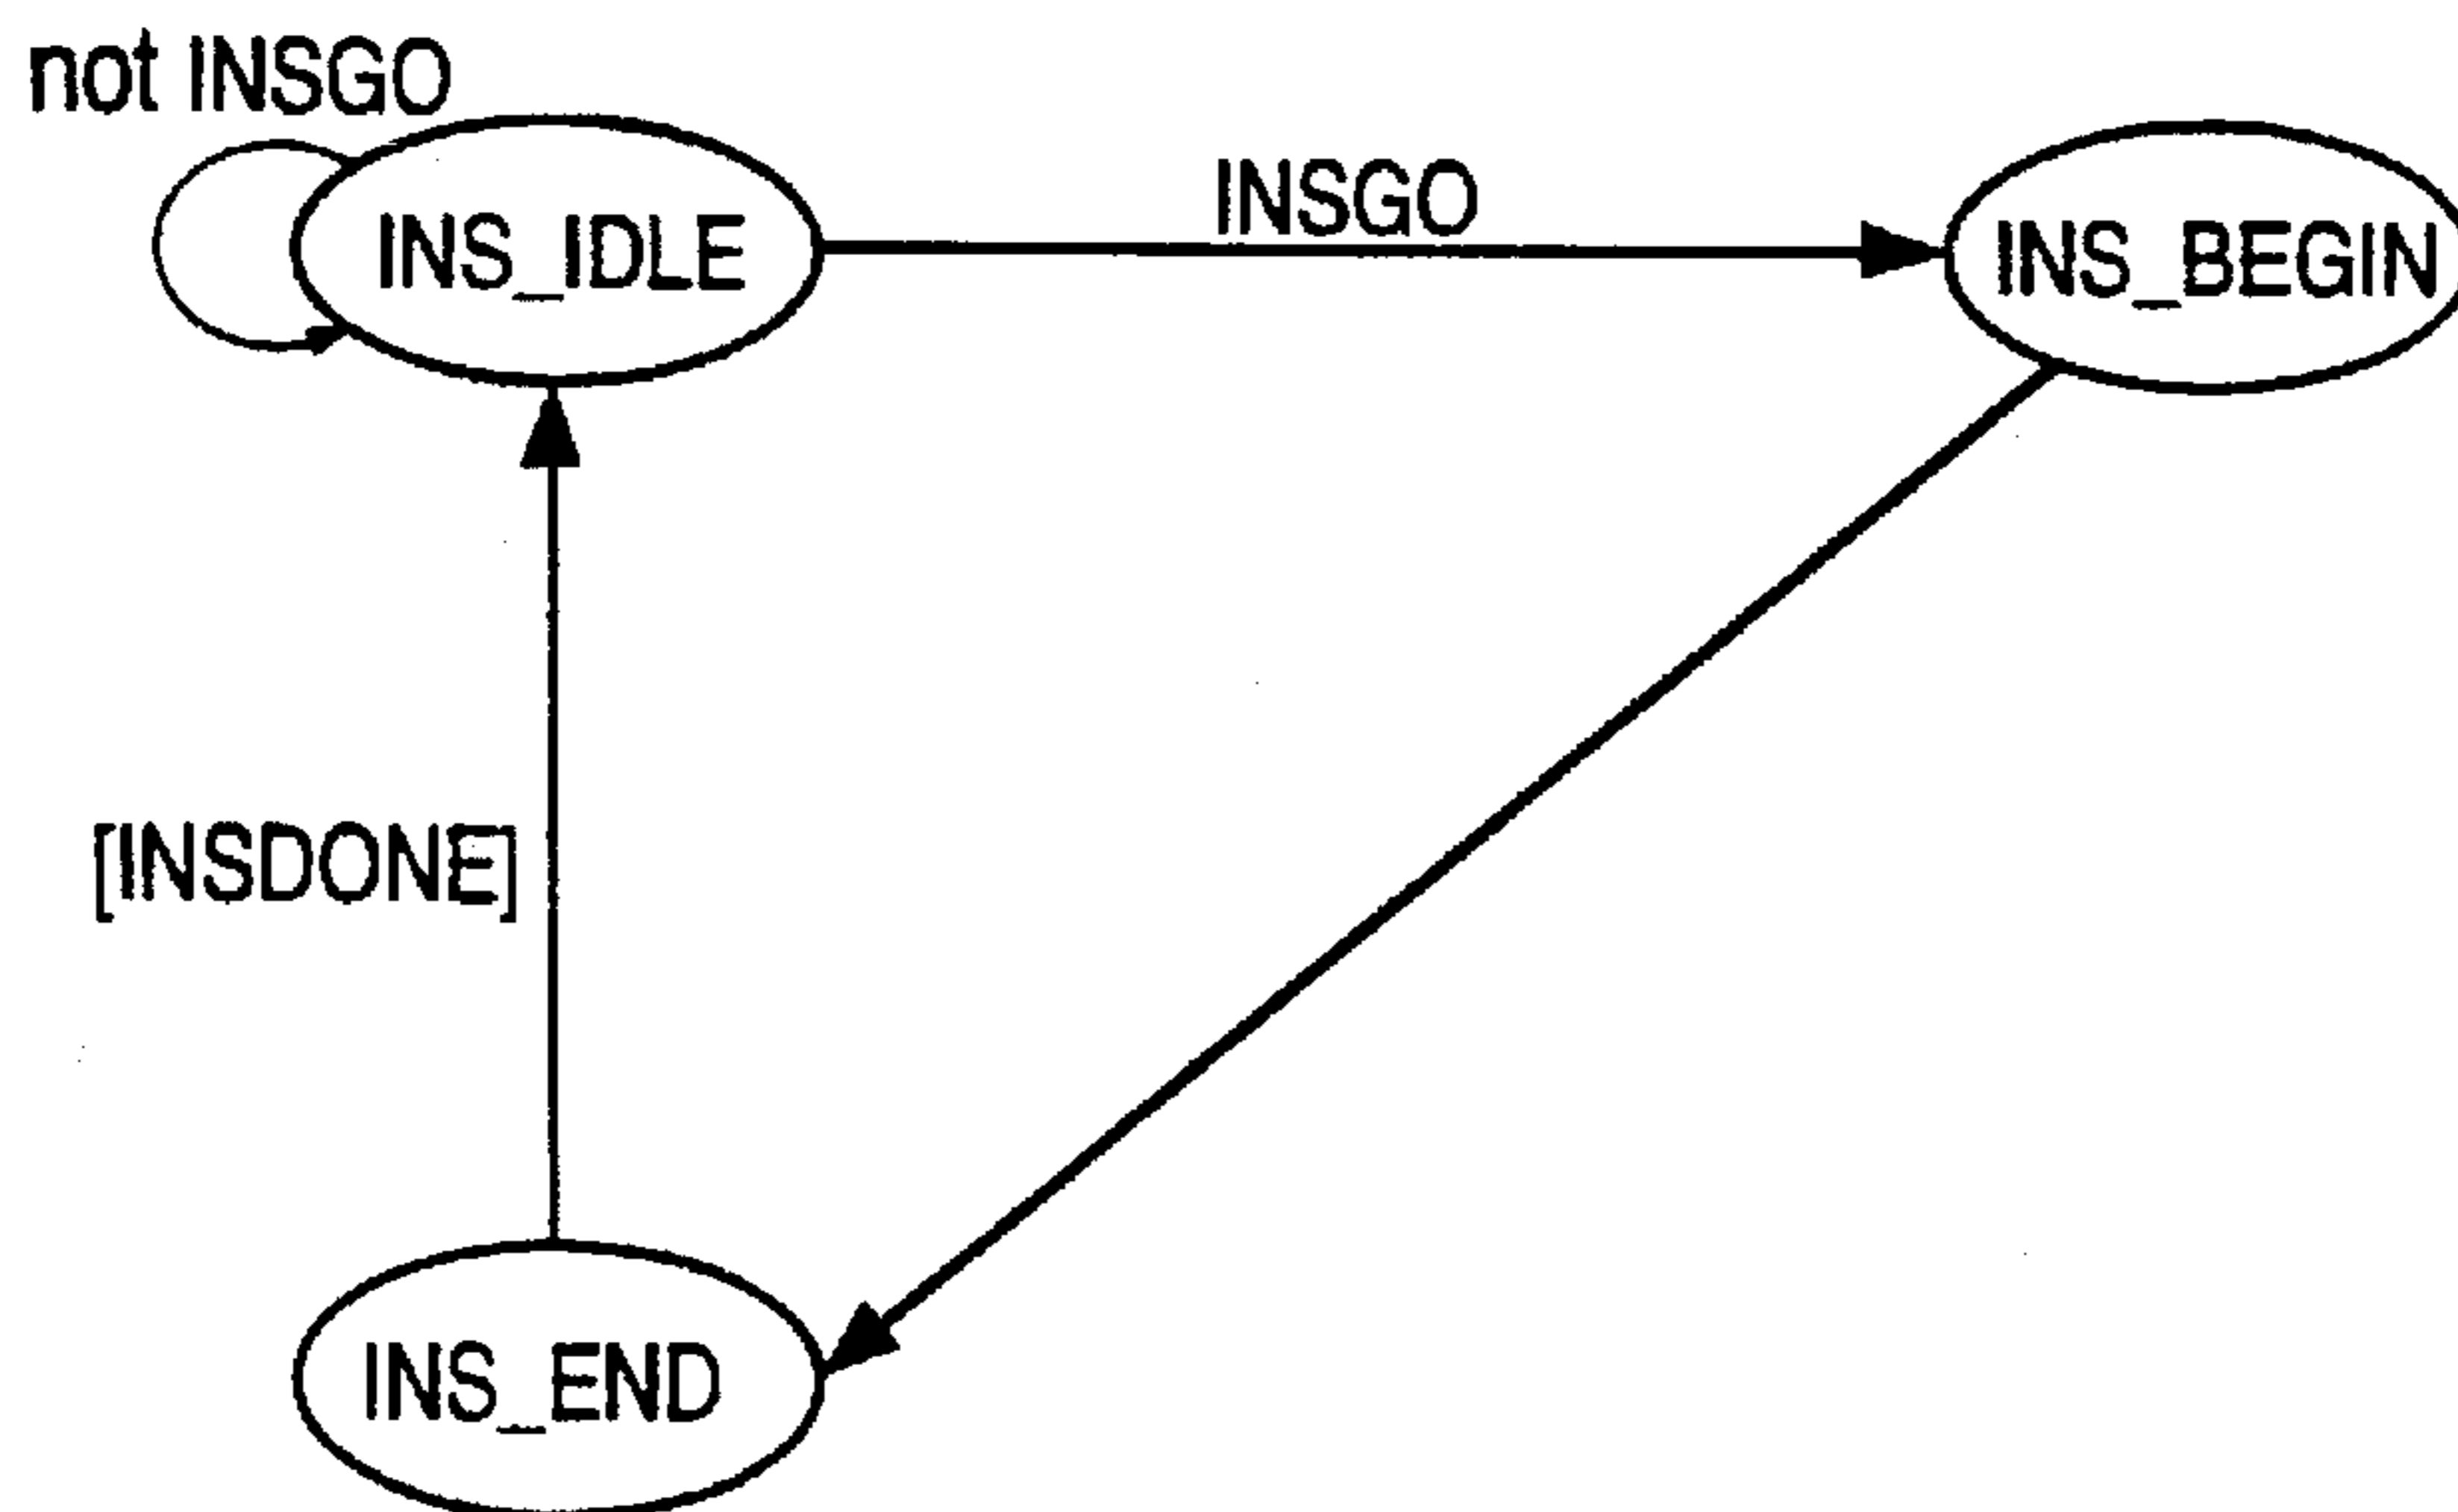 not INSGO
INSGO
INS_IDLE
INS_BEGIN
[INSDONE]
INS_END